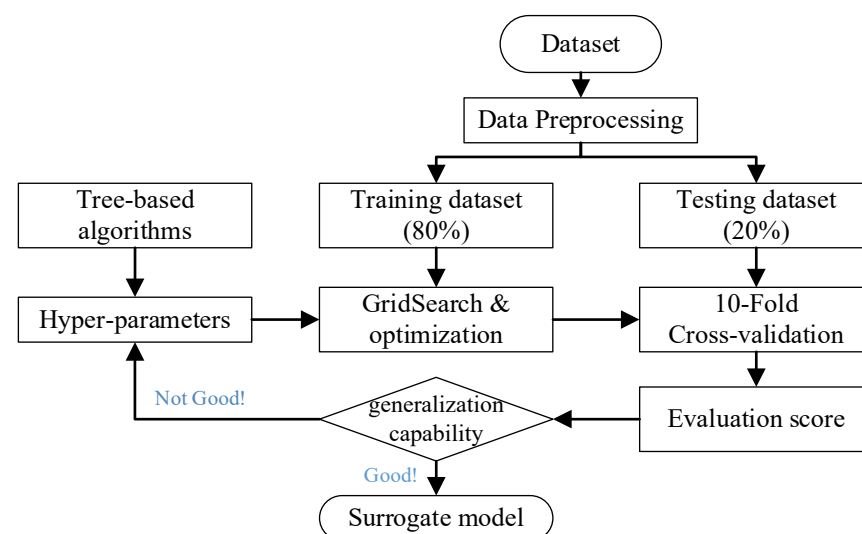 Dataset
Data Preprocessing
Tree-based
algorithms
Training dataset
(80%)
Testing dataset
(20%)
Hyper-parameters
GridSearch &
optimization
10-Fold
Cross-validation
Not Good!
generalization
capability
Evaluation score
Good!
Surrogate model